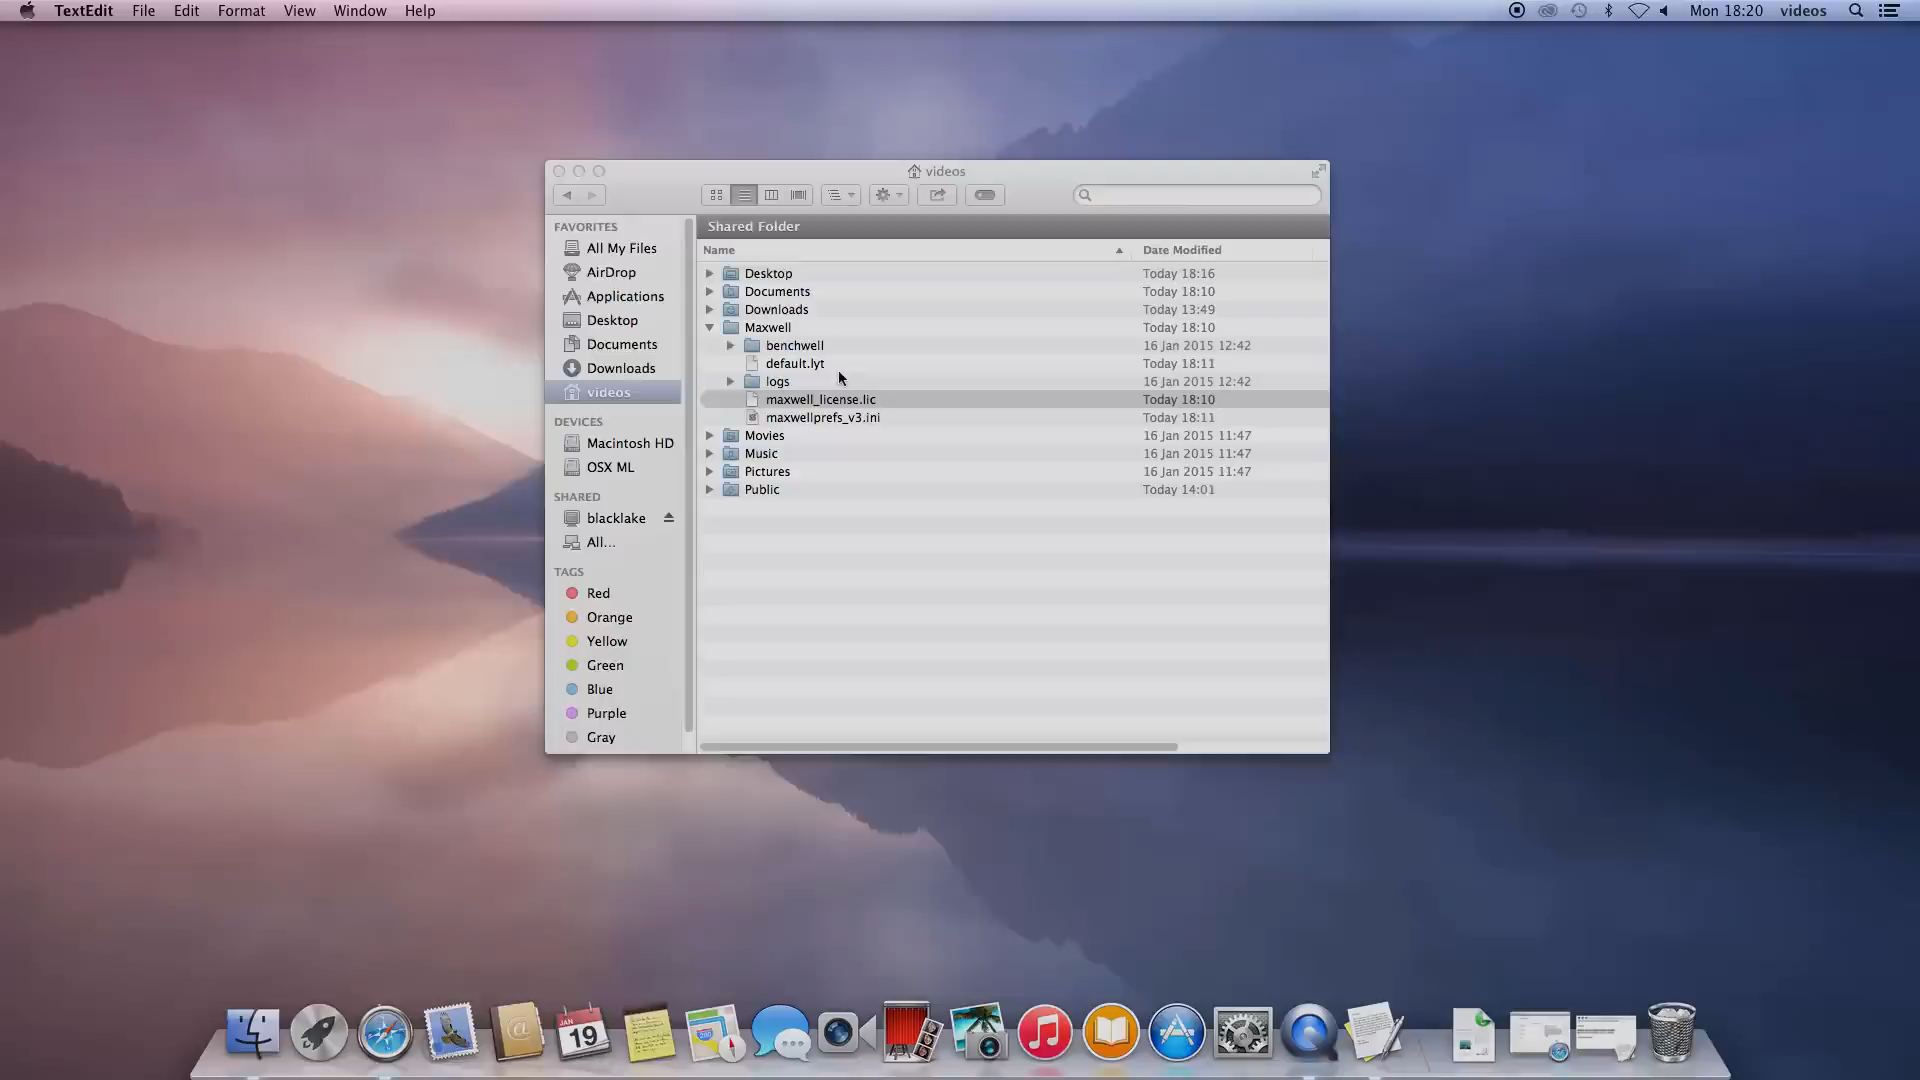 TextEdit File Edit Format View Window Help Mon 18:20 videos
videos
FAVORITES
All My Files
AirDrop
Applications
Desktop
Documents
Downloads
videos
DEVICES
Macintosh HD
OSX ML
SHARED
blacklake
All...
TAGS
Red
Orange
Yellow
Green
Blue
Purple
Gray
Shared Folder
Name Date Modified
Desktop Today 18:16
Documents Today 18:10
Downloads Today 13:49
Maxwell Today 18:10
benchwell 16 Jan 2015 12:42
default.lyt Today 18:11
logs 16 Jan 2015 12:42
maxwell_license.lic Today 18:10
maxwellprefs_v3.ini Today 18:11
Movies 16 Jan 2015 11:47
Music 16 Jan 2015 11:47
Pictures 16 Jan 2015 11:47
Public Today 14:01
JAN
19